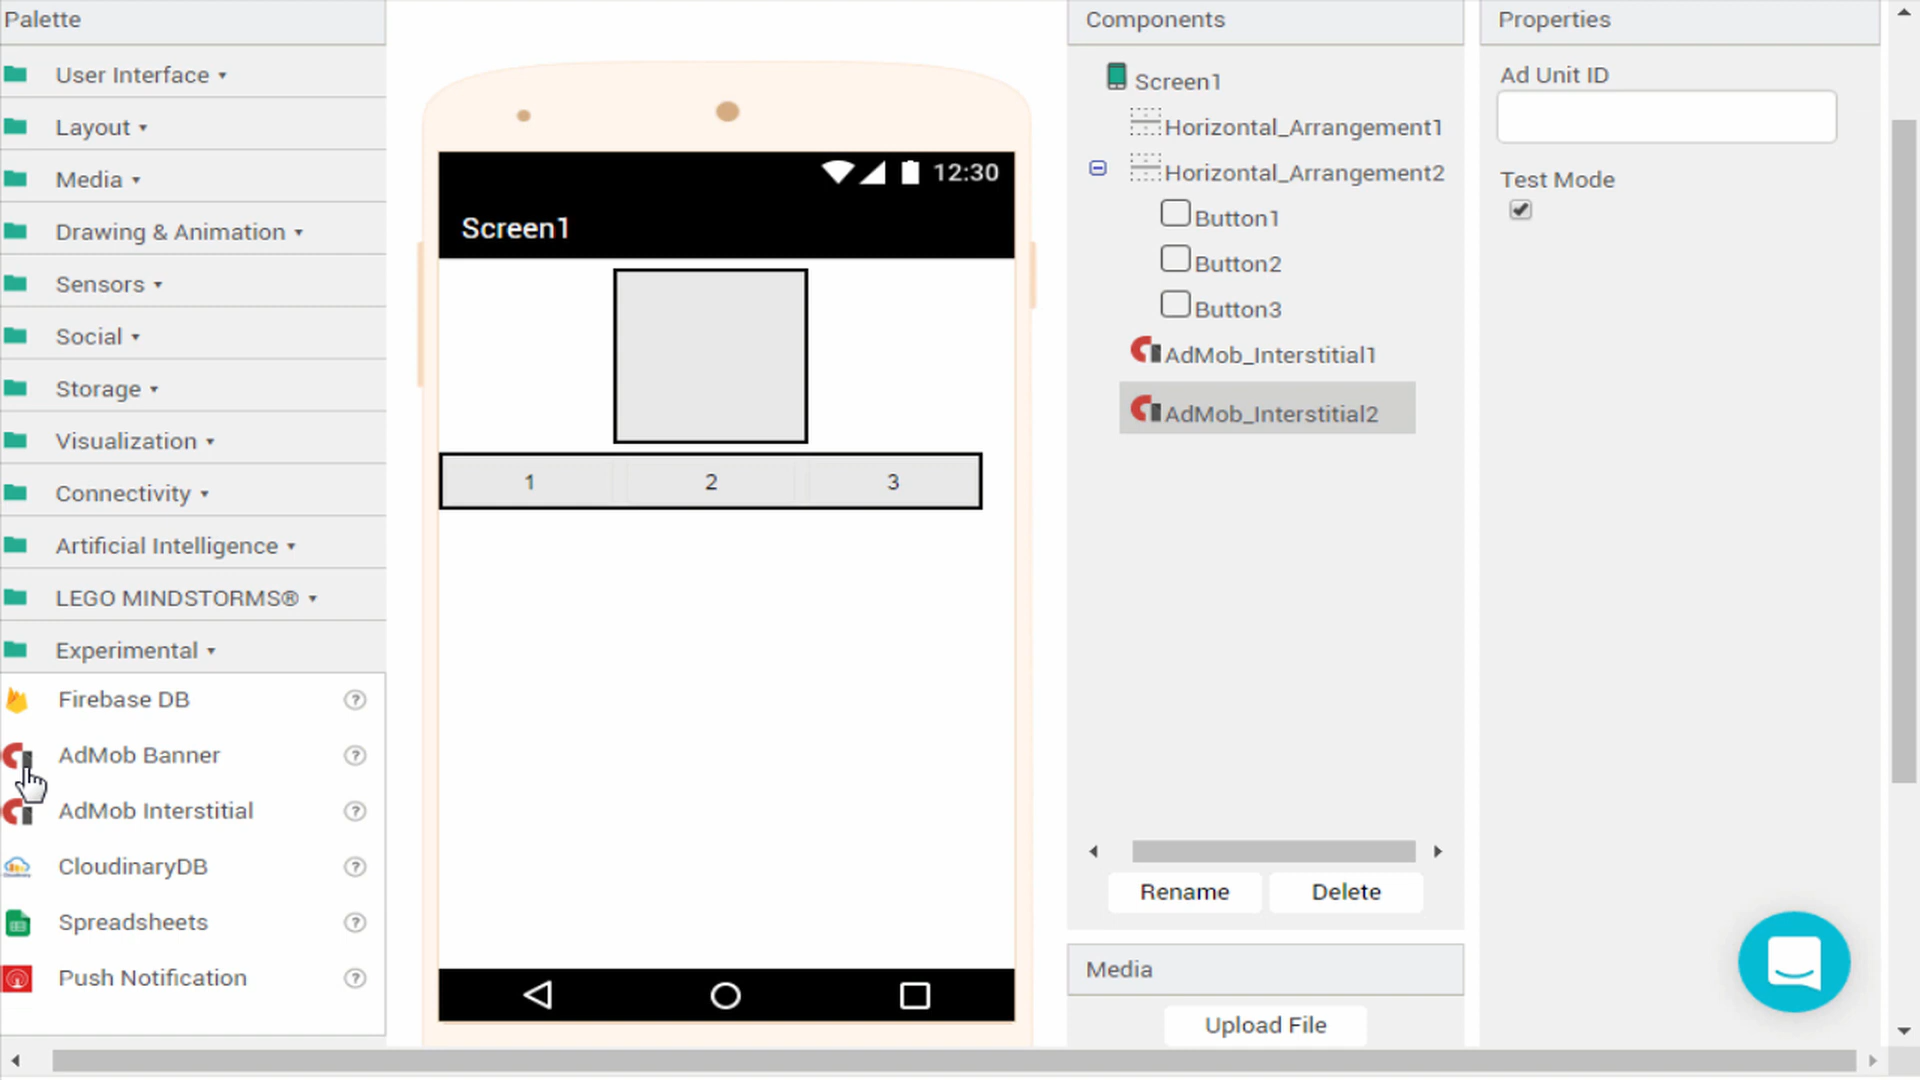 Palette
User Interface
Layout
Media
Drawing & Animation
Sensors
Social
Storage
Visualization
Connectivity
Artificial Intelligence
LEGO MINDSTORMS®
Experimental
Firebase DB ?
AdMob Banner ?
AdMob Interstitial ?
CloudinaryDB ?
Spreadsheets ?
Push Notification ?
12:30
Screen1
1 2 3
Components
Screen1
Horizontal_Arrangement1
Horizontal_Arrangement2
Button1
Button2
Button3
AdMob_Interstitial1
AdMob_Interstitial2
Rename Delete
Media
Upload File
Properties
Ad Unit ID
Test Mode